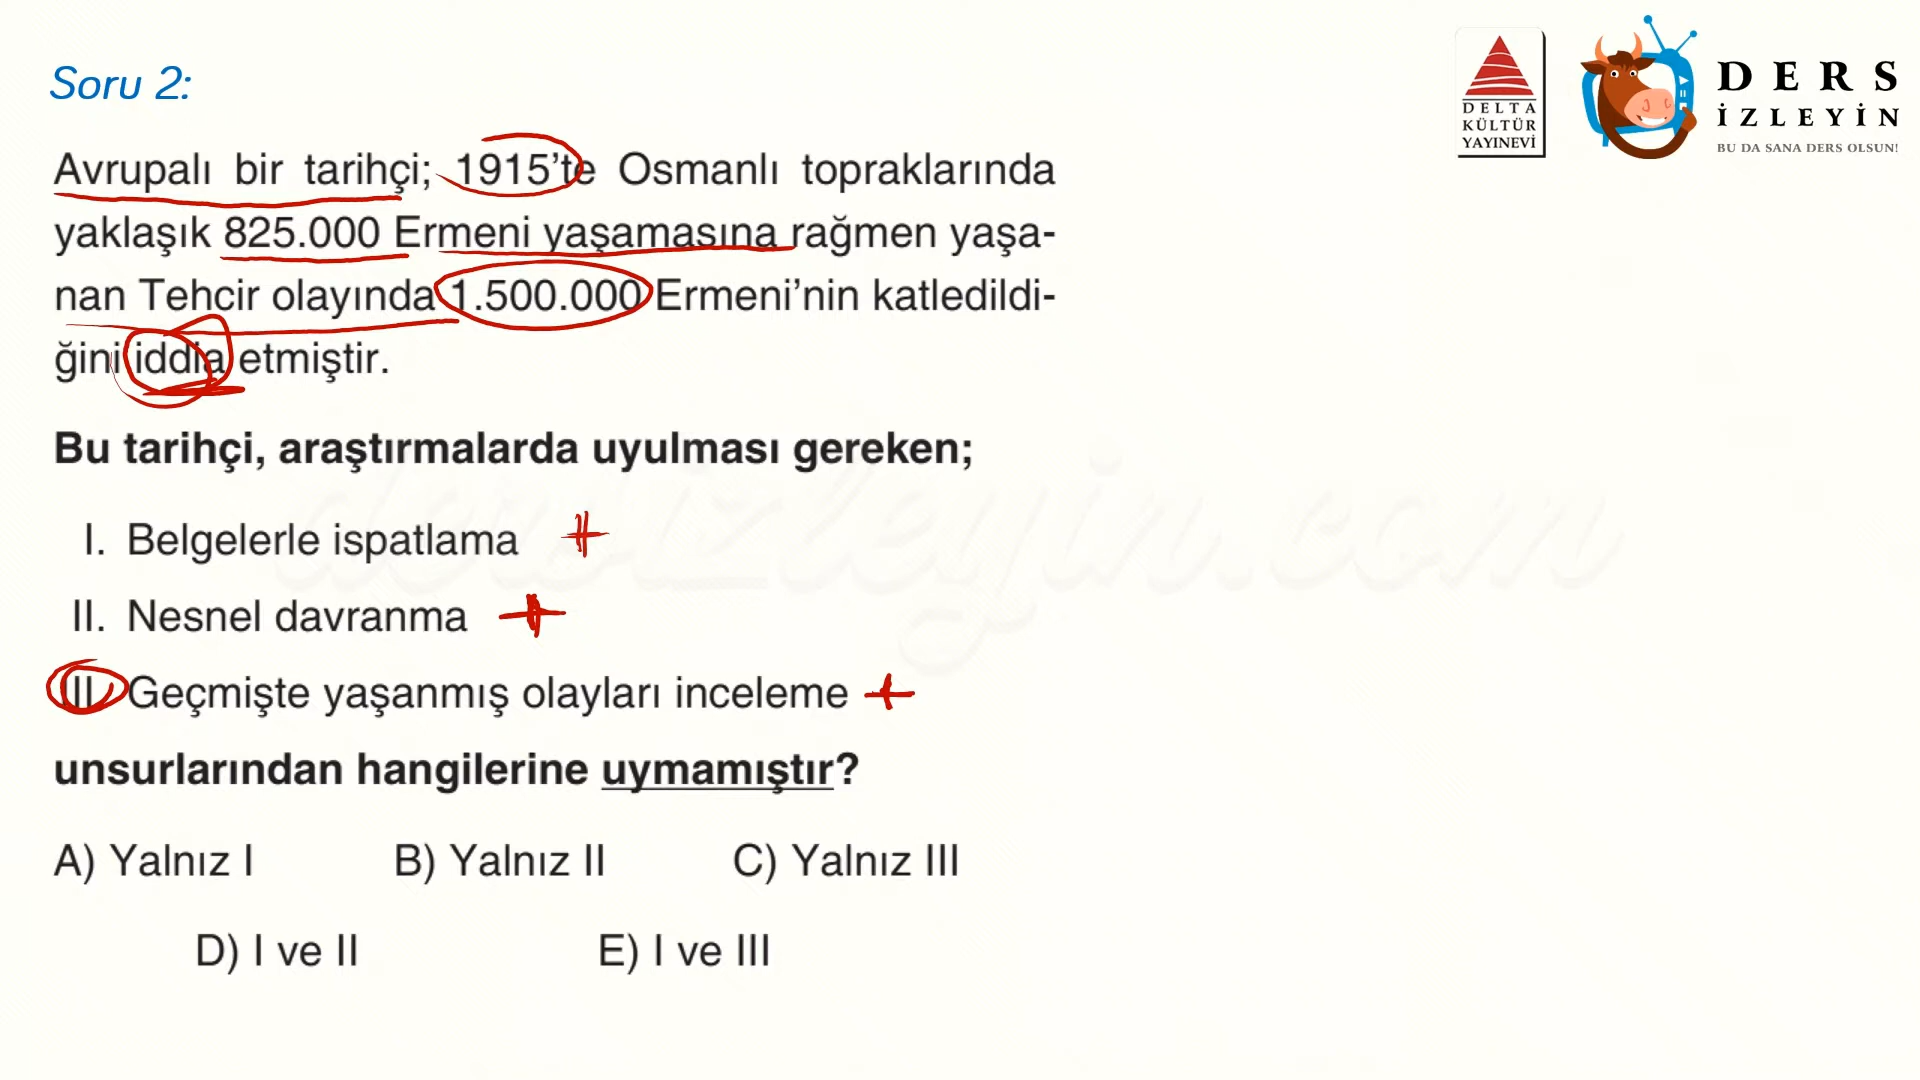 Soru 2:
DELTA
KÜLTÜR
YAYINEVİ
DERS
İZLEYİN
BU DA SANA DERS OLSUN!
Avrupalı bir tarihçi; 1915’te Osmanlı topraklarında
yaklaşık 825.000 Ermeni yaşamasına rağmen yaşa-
nan Tehcir olayında 1.500.000 Ermeni’nin katledildi-
ğini iddia etmiştir.
Bu tarihçi, araştırmalarda uyulması gereken;
I. Belgelerle ispatlama
II. Nesnel davranma
III. Geçmişte yaşanmış olayları inceleme
unsurlarından hangilerine uymamıştır?
A) Yalnız I B) Yalnız II C) Yalnız III
D) I ve II E) I ve III
dersizleyin.com